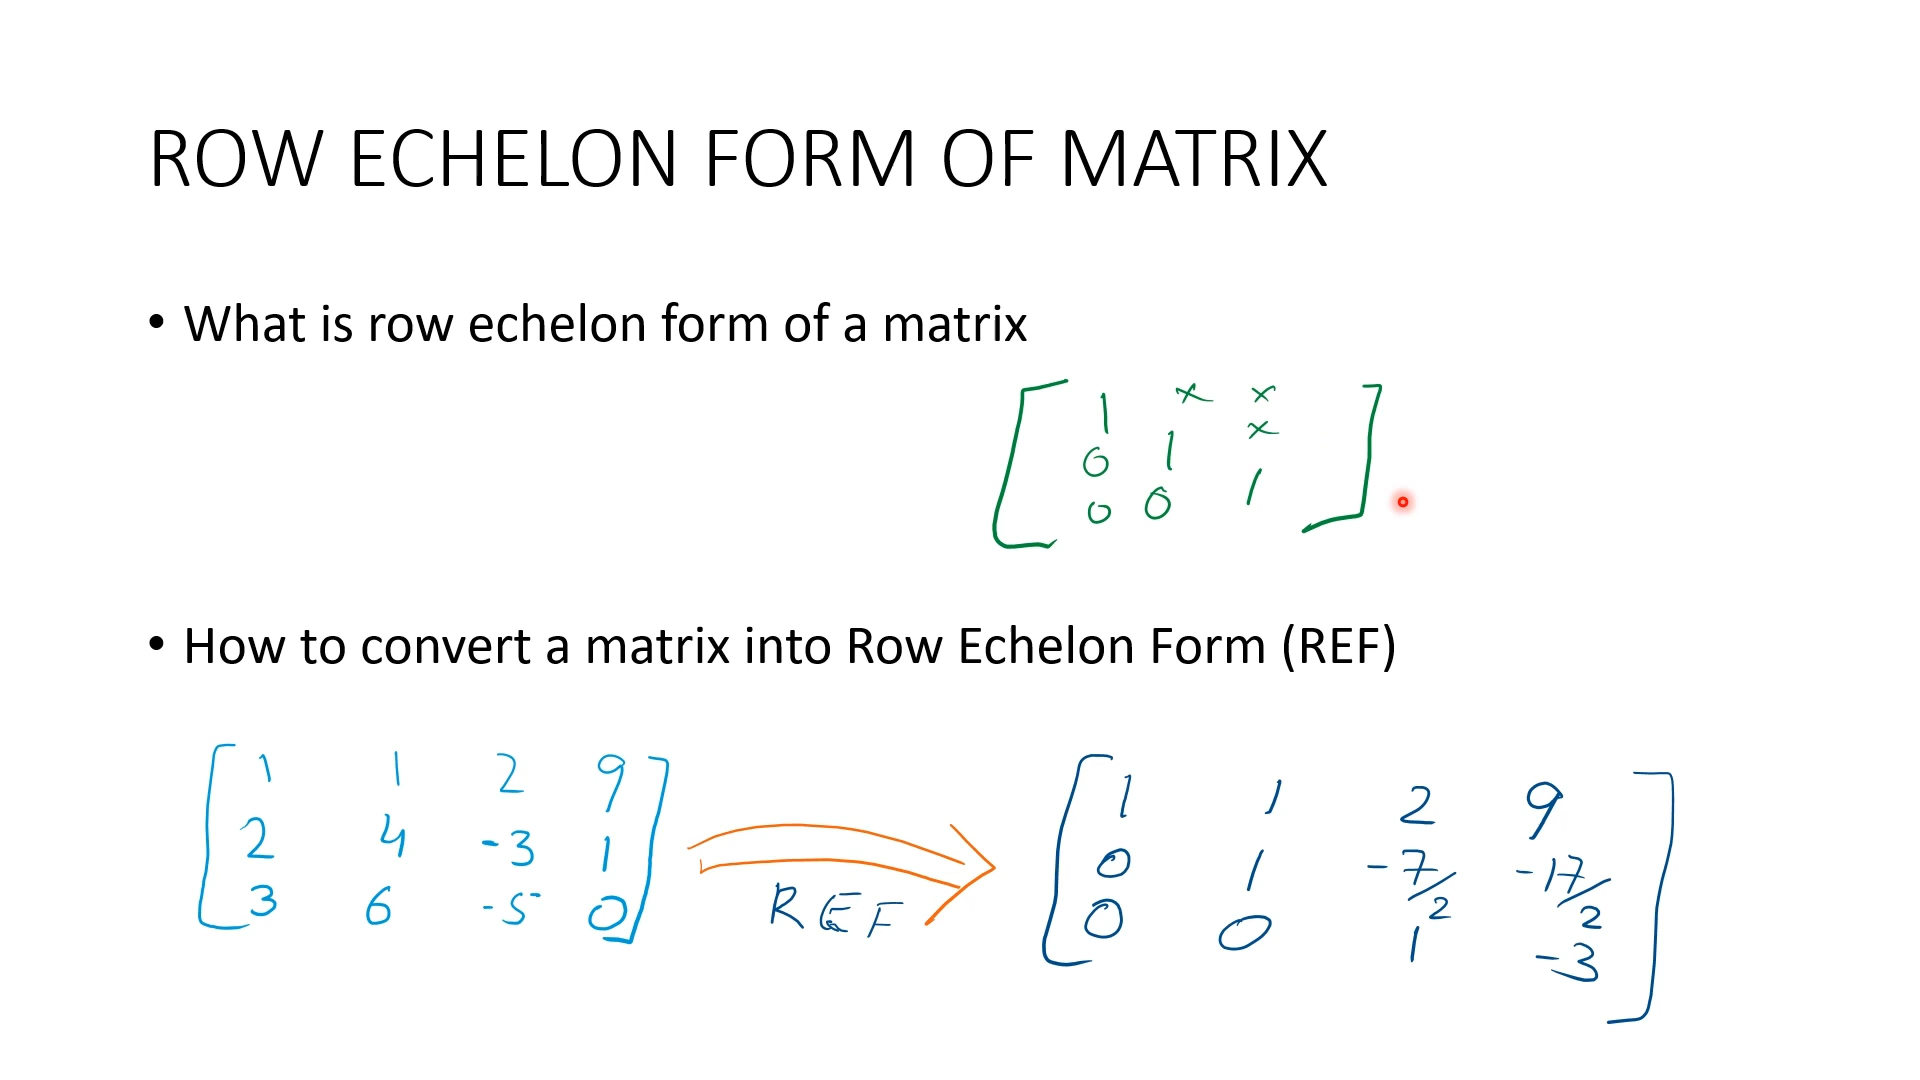 ROW ECHELON FORM OF MATRIX
• What is row echelon form of a matrix
1 x x
0 1 x
0 0 1
• How to convert a matrix into Row Echelon Form (REF)
1 1 2 9
2 4 -3 1
3 6 -5 0
REF
1 1 2 9
0 1 -7/2 -17/2
0 0 1 -3